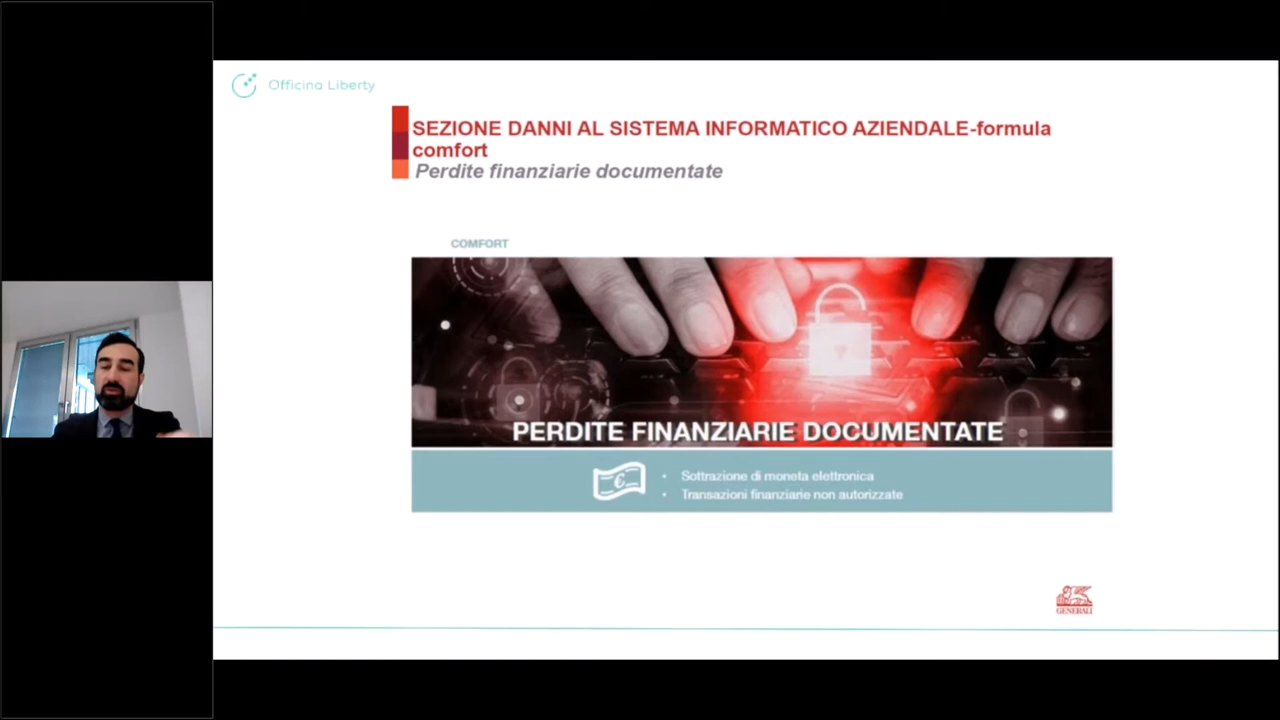 Officina Liberty
SEZIONE DANNI AL SISTEMA INFORMATICO AZIENDALE-formula
comfort
Perdite finanziarie documentate
COMFORT
PERDITE FINANZIARIE DOCUMENTATE
• Sottrazione di moneta elettronica
• Transazioni finanziarie non autorizzate
GENERALI